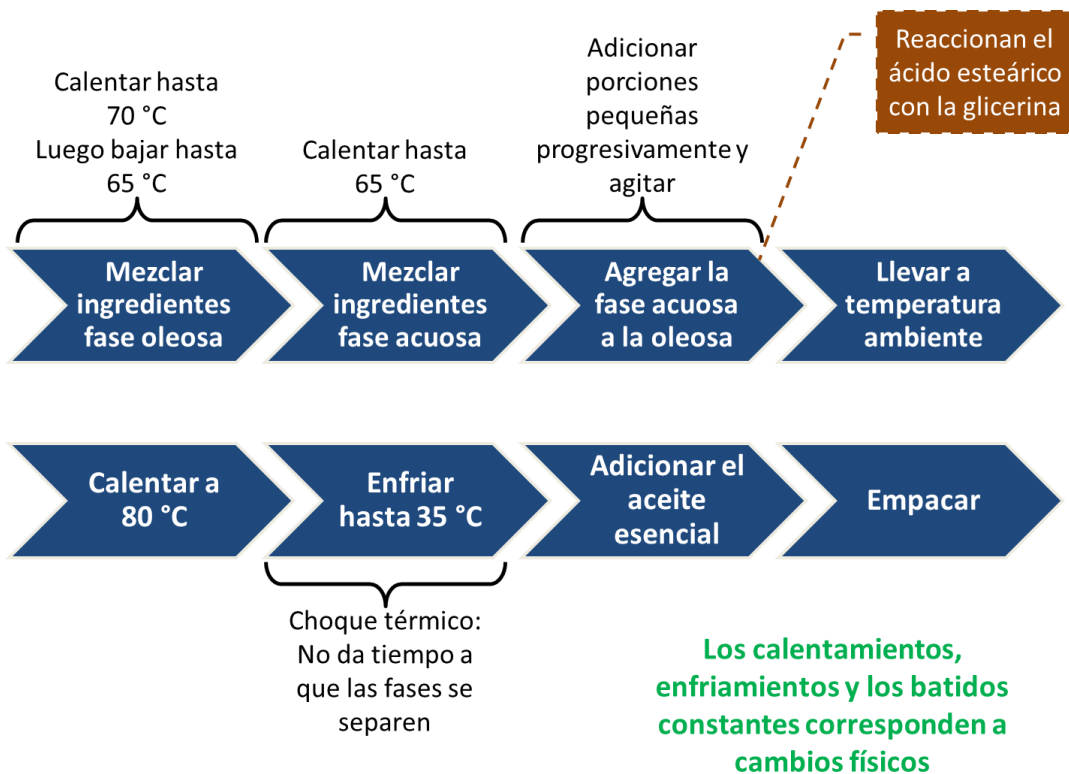 Calentar hasta
70 °C
Luego bajar hasta
65 °C
Calentar hasta
65 °C
Adicionar
porciones
pequeñas
progresivamente y
agitar
Reaccionan el
ácido esteárico
con la glicerina
Mezclar
ingredientes
fase oleosa
Mezclar
ingredientes
fase acuosa
Agregar la
fase acuosa
a la oleosa
Llevar a
temperatura
ambiente
Calentar a
80 °C
Enfriar
hasta 35 °C
Adicionar el
aceite
esencial
Empacar
Choque térmico:
No da tiempo a
que las fases se
separen
Los calentamientos,
enfriamientos y los batidos
constantes corresponden a
cambios físicos